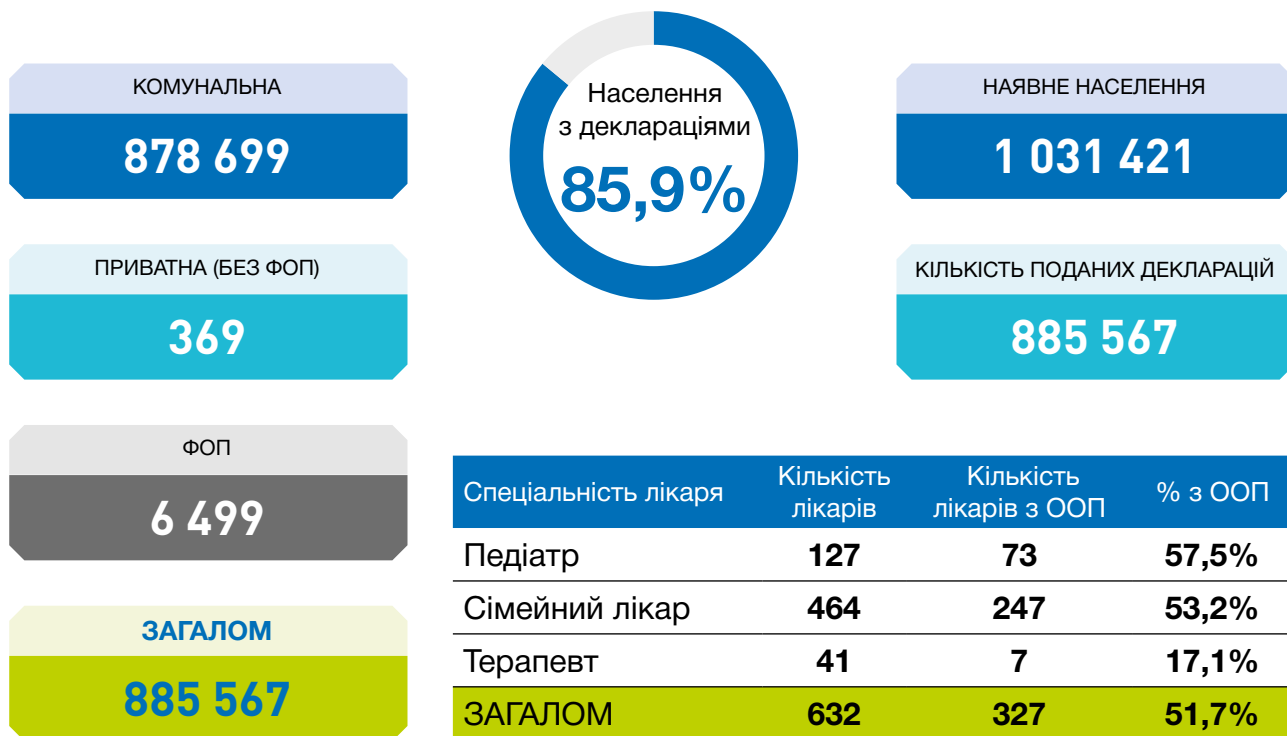 КОМУНАЛЬНА
878 699
ПРИВАТНА (БЕЗ ФОП)
369
ФОП
6 499
ЗАГАЛОМ
885 567
Населення
з деклараціями
85,9%
НАЯВНЕ НАСЕЛЕННЯ
1 031 421
КІЛЬКІСТЬ ПОДАНИХ ДЕКЛАРАЦІЙ
885 567
Спеціальність лікаря Кількість лікарів Кількість лікарів з ООП % з ООП
Педіатр 127 73 57,5%
Сімейний лікар 464 247 53,2%
Терапевт 41 7 17,1%
ЗАГАЛОМ 632 327 51,7%